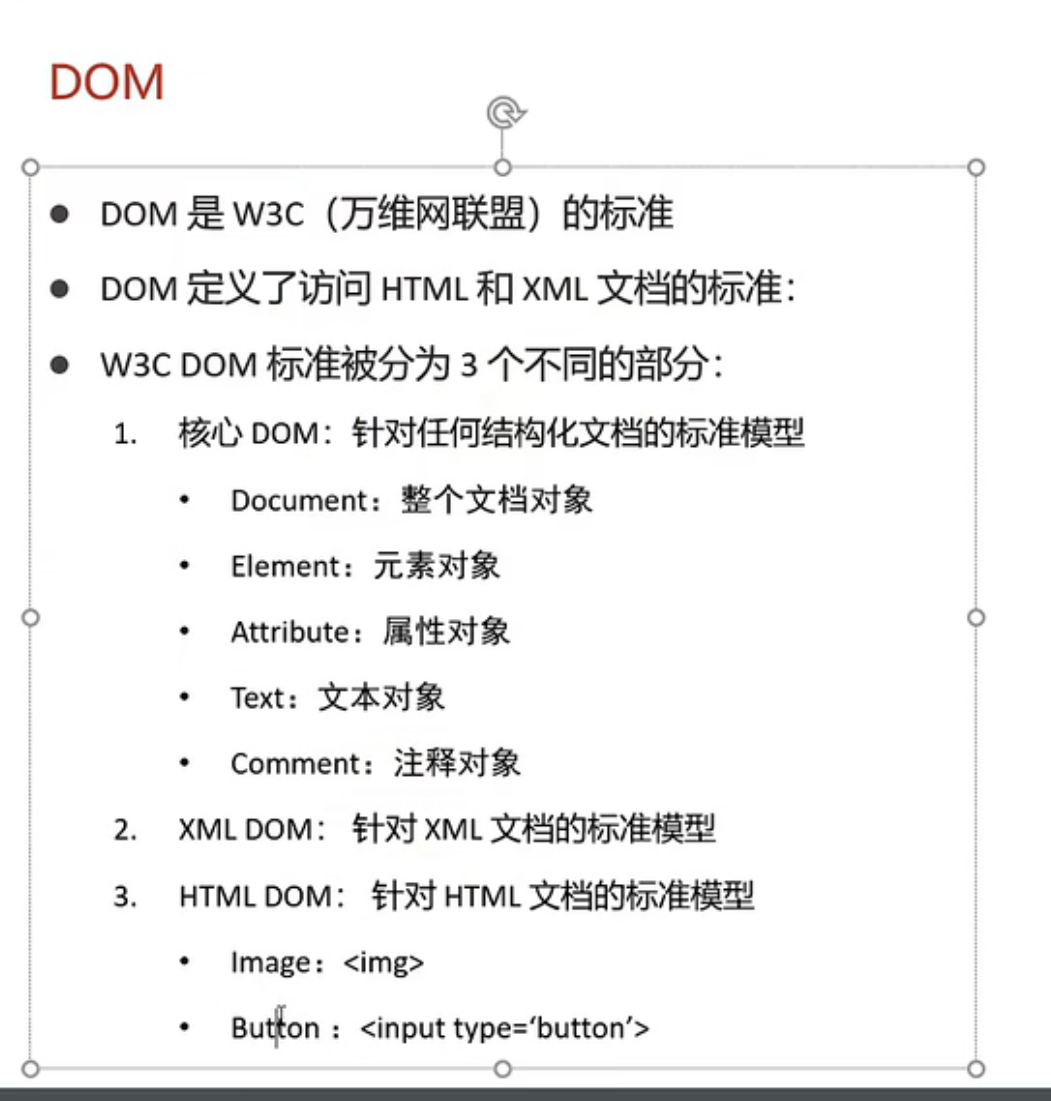 DOM
● DOM 是 W3C（万维网联盟）的标准
● DOM 定义了访问 HTML 和 XML 文档的标准：
● W3C DOM 标准被分为 3 个不同的部分：
1. 核心 DOM：针对任何结构化文档的标准模型
• Document：整个文档对象
• Element：元素对象
• Attribute：属性对象
• Text：文本对象
• Comment：注释对象
2. XML DOM： 针对 XML 文档的标准模型
3. HTML DOM： 针对 HTML 文档的标准模型
• Image：<img>
• Button ：<input type=‘button’>